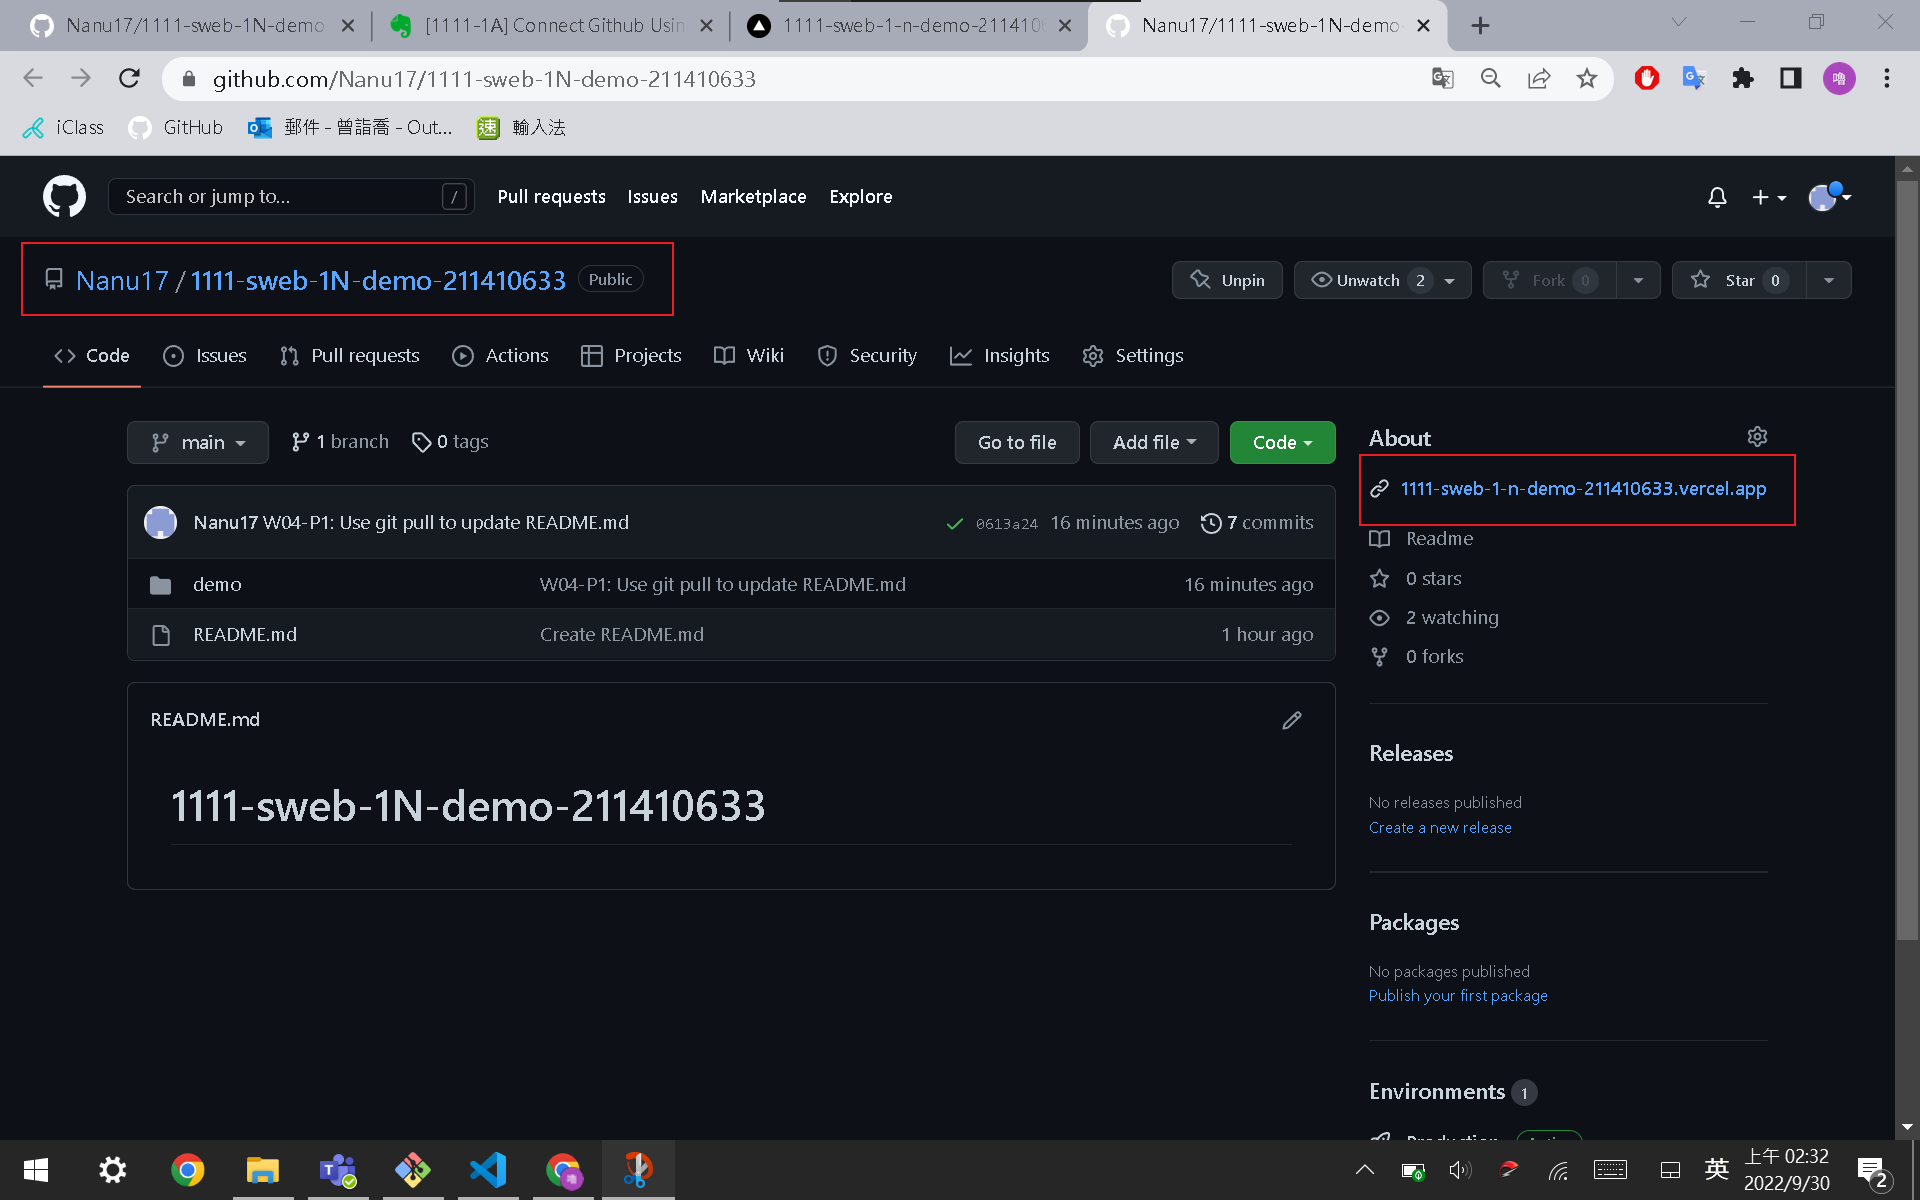 Nanu17/1111-sweb-1N-demo
[1111-1A] Connect Github Usin
1111-sweb-1-n-demo-2114106
Nanu17/1111-sweb-1N-demo-
github.com/Nanu17/1111-sweb-1N-demo-211410633
嚕
iClass
GitHub
郵件 - 曾詣喬 - Out...
速 輸入法
Search or jump to...
/
Pull requests
Issues
Marketplace
Explore
Nanu17 / 1111-sweb-1N-demo-211410633 Public
Unpin
Unwatch 2
Fork 0
Star 0
Code
Issues
Pull requests
Actions
Projects
Wiki
Security
Insights
Settings
main
1 branch
0 tags
Go to file
Add file
Code
Nanu17 W04-P1: Use git pull to update README.md
0613a24 16 minutes ago
7 commits
demo
W04-P1: Use git pull to update README.md
16 minutes ago
README.md
Create README.md
1 hour ago
README.md
1111-sweb-1N-demo-211410633
About
1111-sweb-1-n-demo-211410633.vercel.app
Readme
0 stars
2 watching
0 forks
Releases
No releases published
Create a new release
Packages
No packages published
Publish your first package
Environments 1
英
上午 02:32
2022/9/30
2